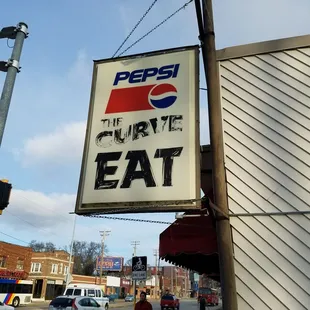 PEPSI
THE
CURVE
EAT